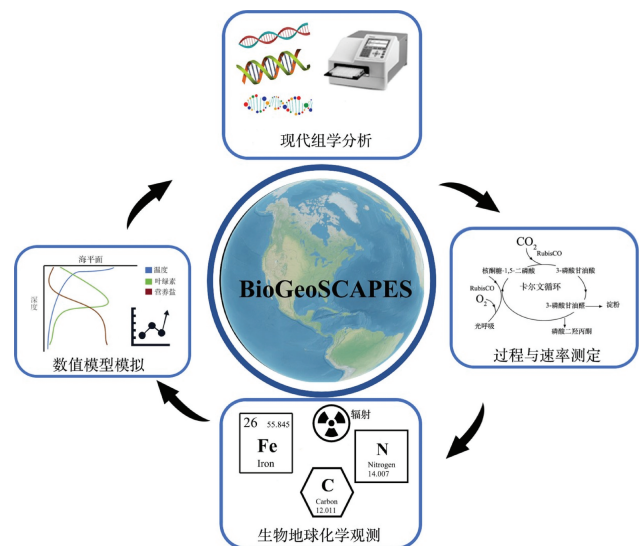 现代组学分析
BioGeoSCAPES
CO2
RubisCO
核酮糖-1,5-二磷酸
3-磷酸甘油酸
RubisCO
卡尔文循环
O2
3-磷酸甘油醛
淀粉
光呼吸
磷酸二羟丙酮
过程与速率测定
26 55.845
Fe
Iron
辐射
N
Nitrogen
14.007
C
Carbon
12.011
生物地球化学观测
海平面
温度
叶绿素
营养盐
深度
数值模型模拟